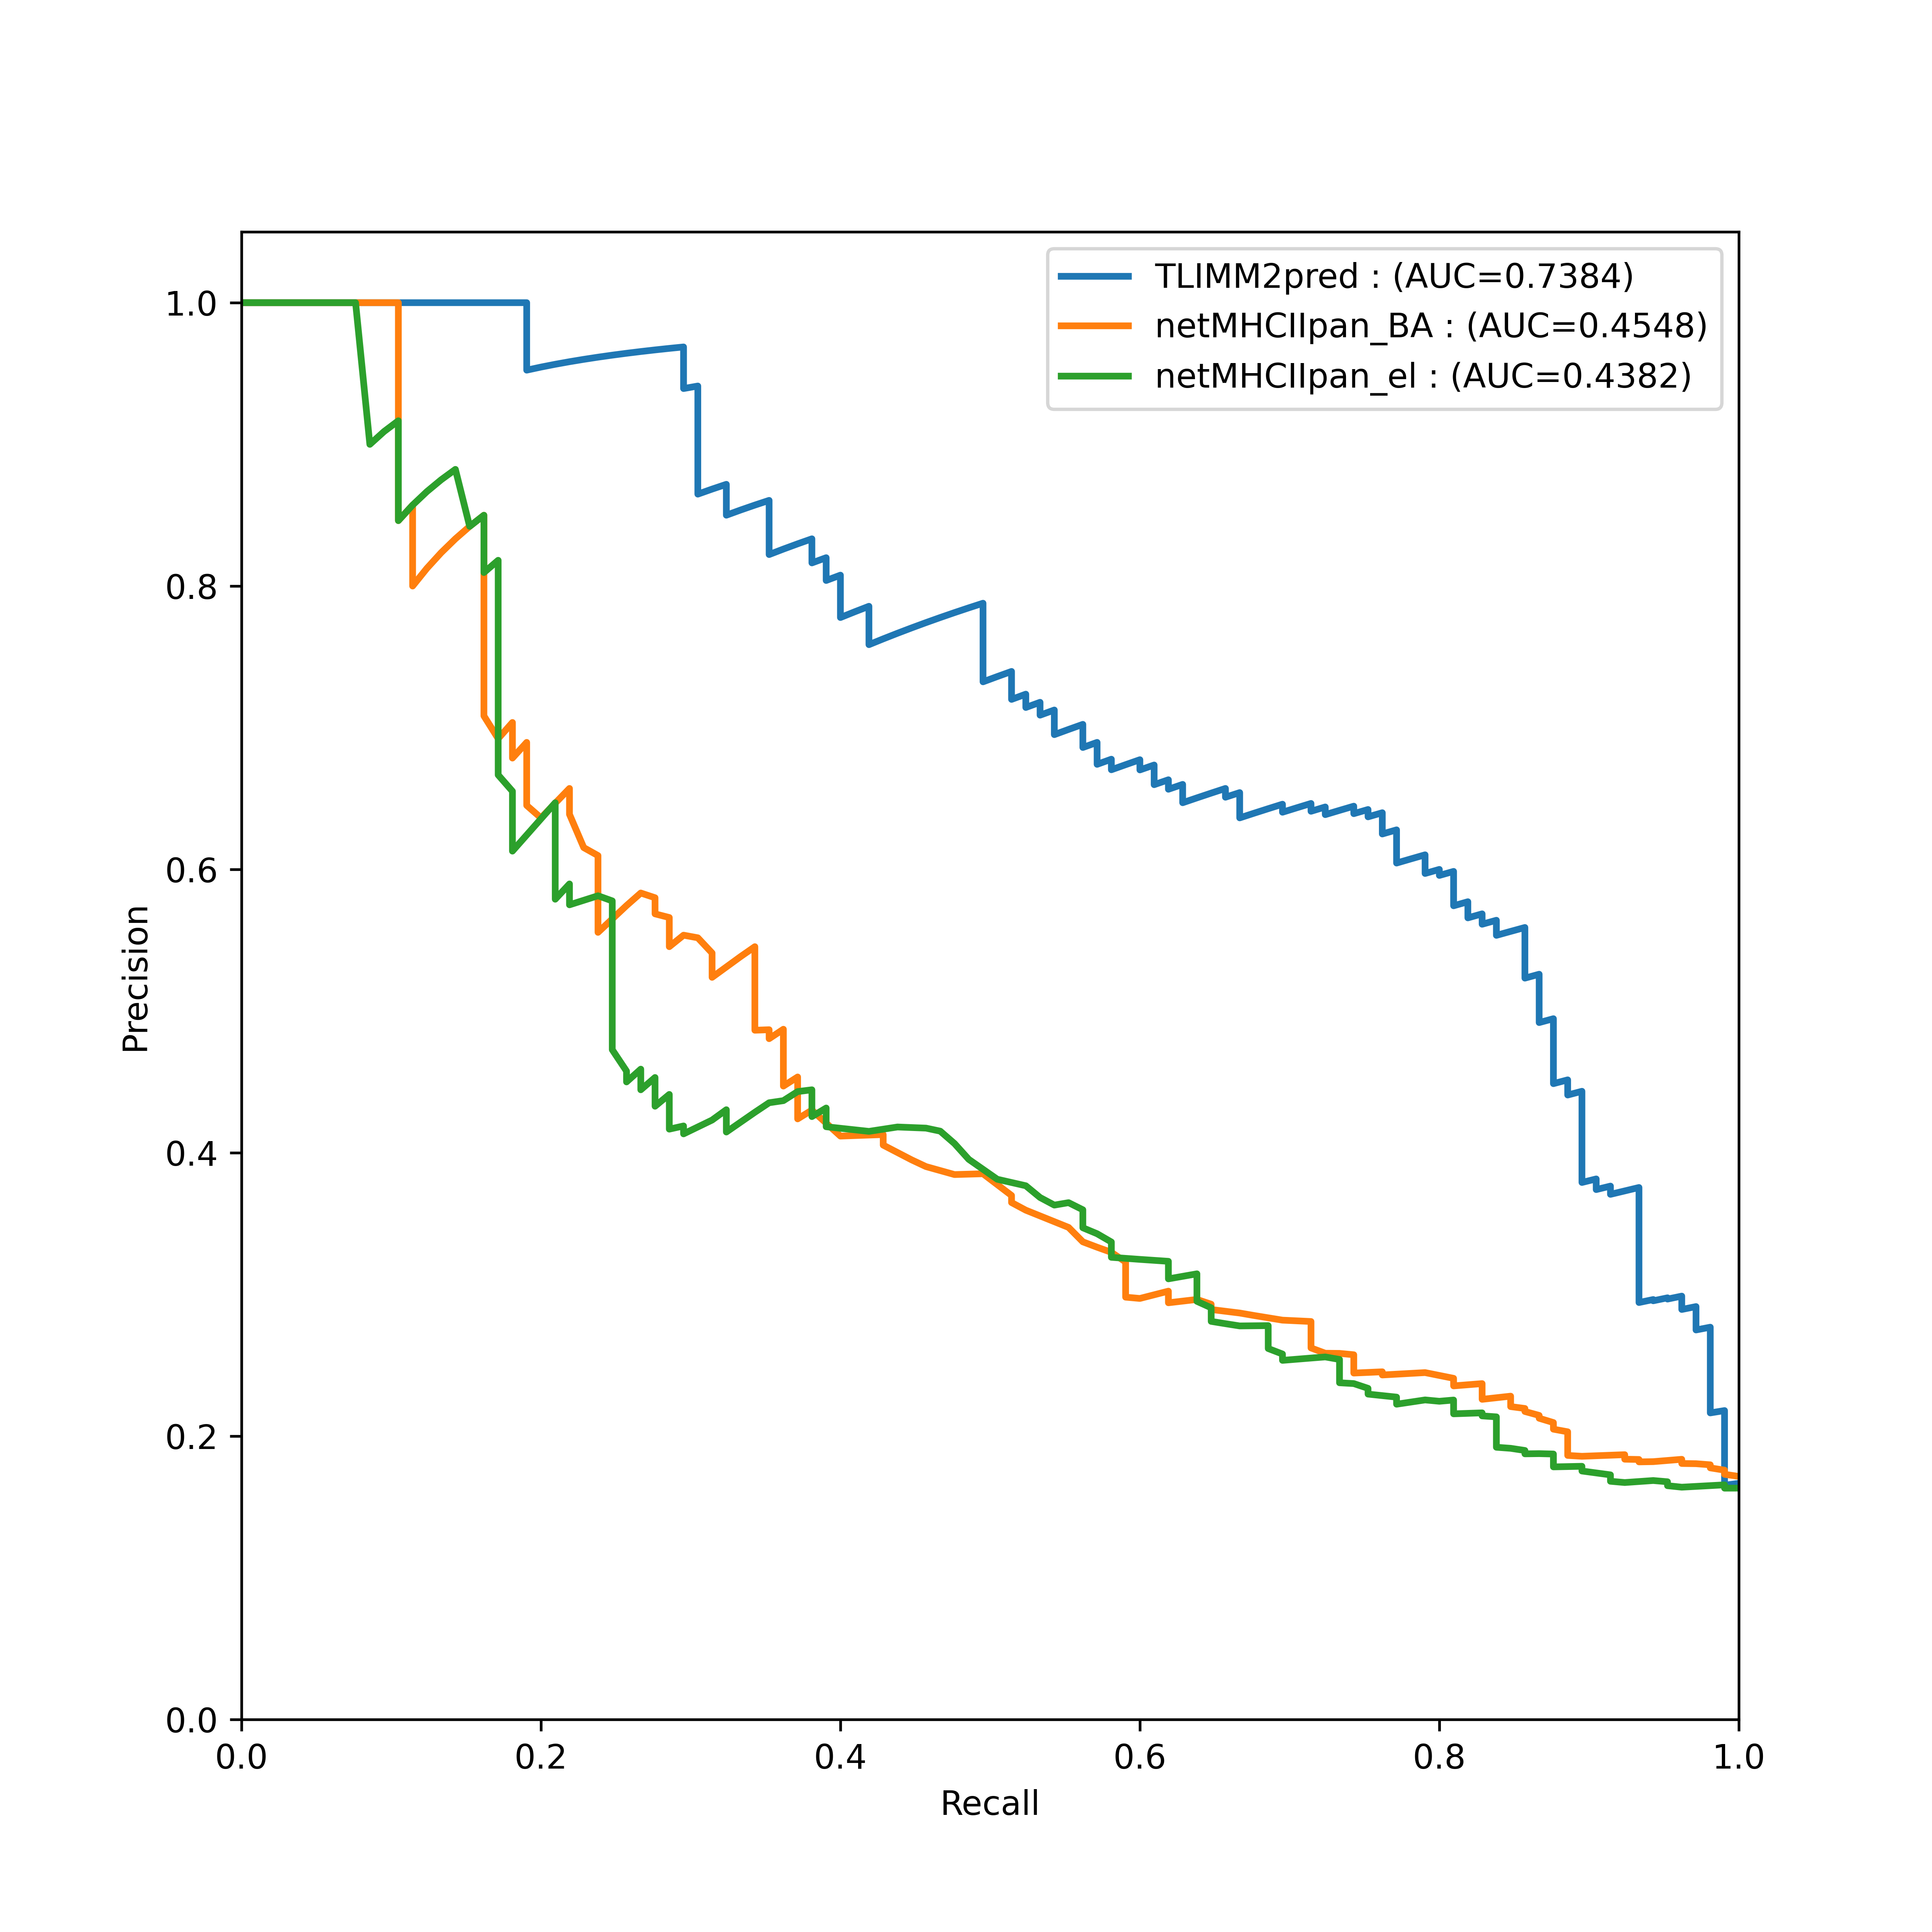 TLIMM2pred : (AUC=0.7384)
netMHCIIpan_BA : (AUC=0.4548)
netMHCIIpan_el : (AUC=0.4382)
1.0
0.8
0.6
0.4
0.2
0.0
Precision
0.0 0.2 0.4 0.6 0.8 1.0
Recall